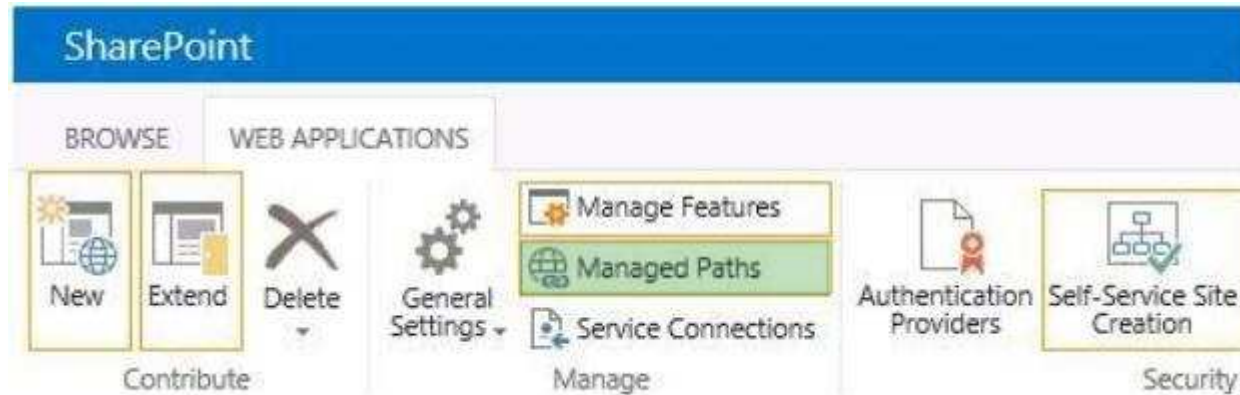 SharePoint
BROWSE WEB APPLICATIONS
New
Extend
Delete
General
Settings
Manage Features
Managed Paths
Service Connections
Authentication
Providers
Self-Service Site
Creation
Contribute
Manage
Security